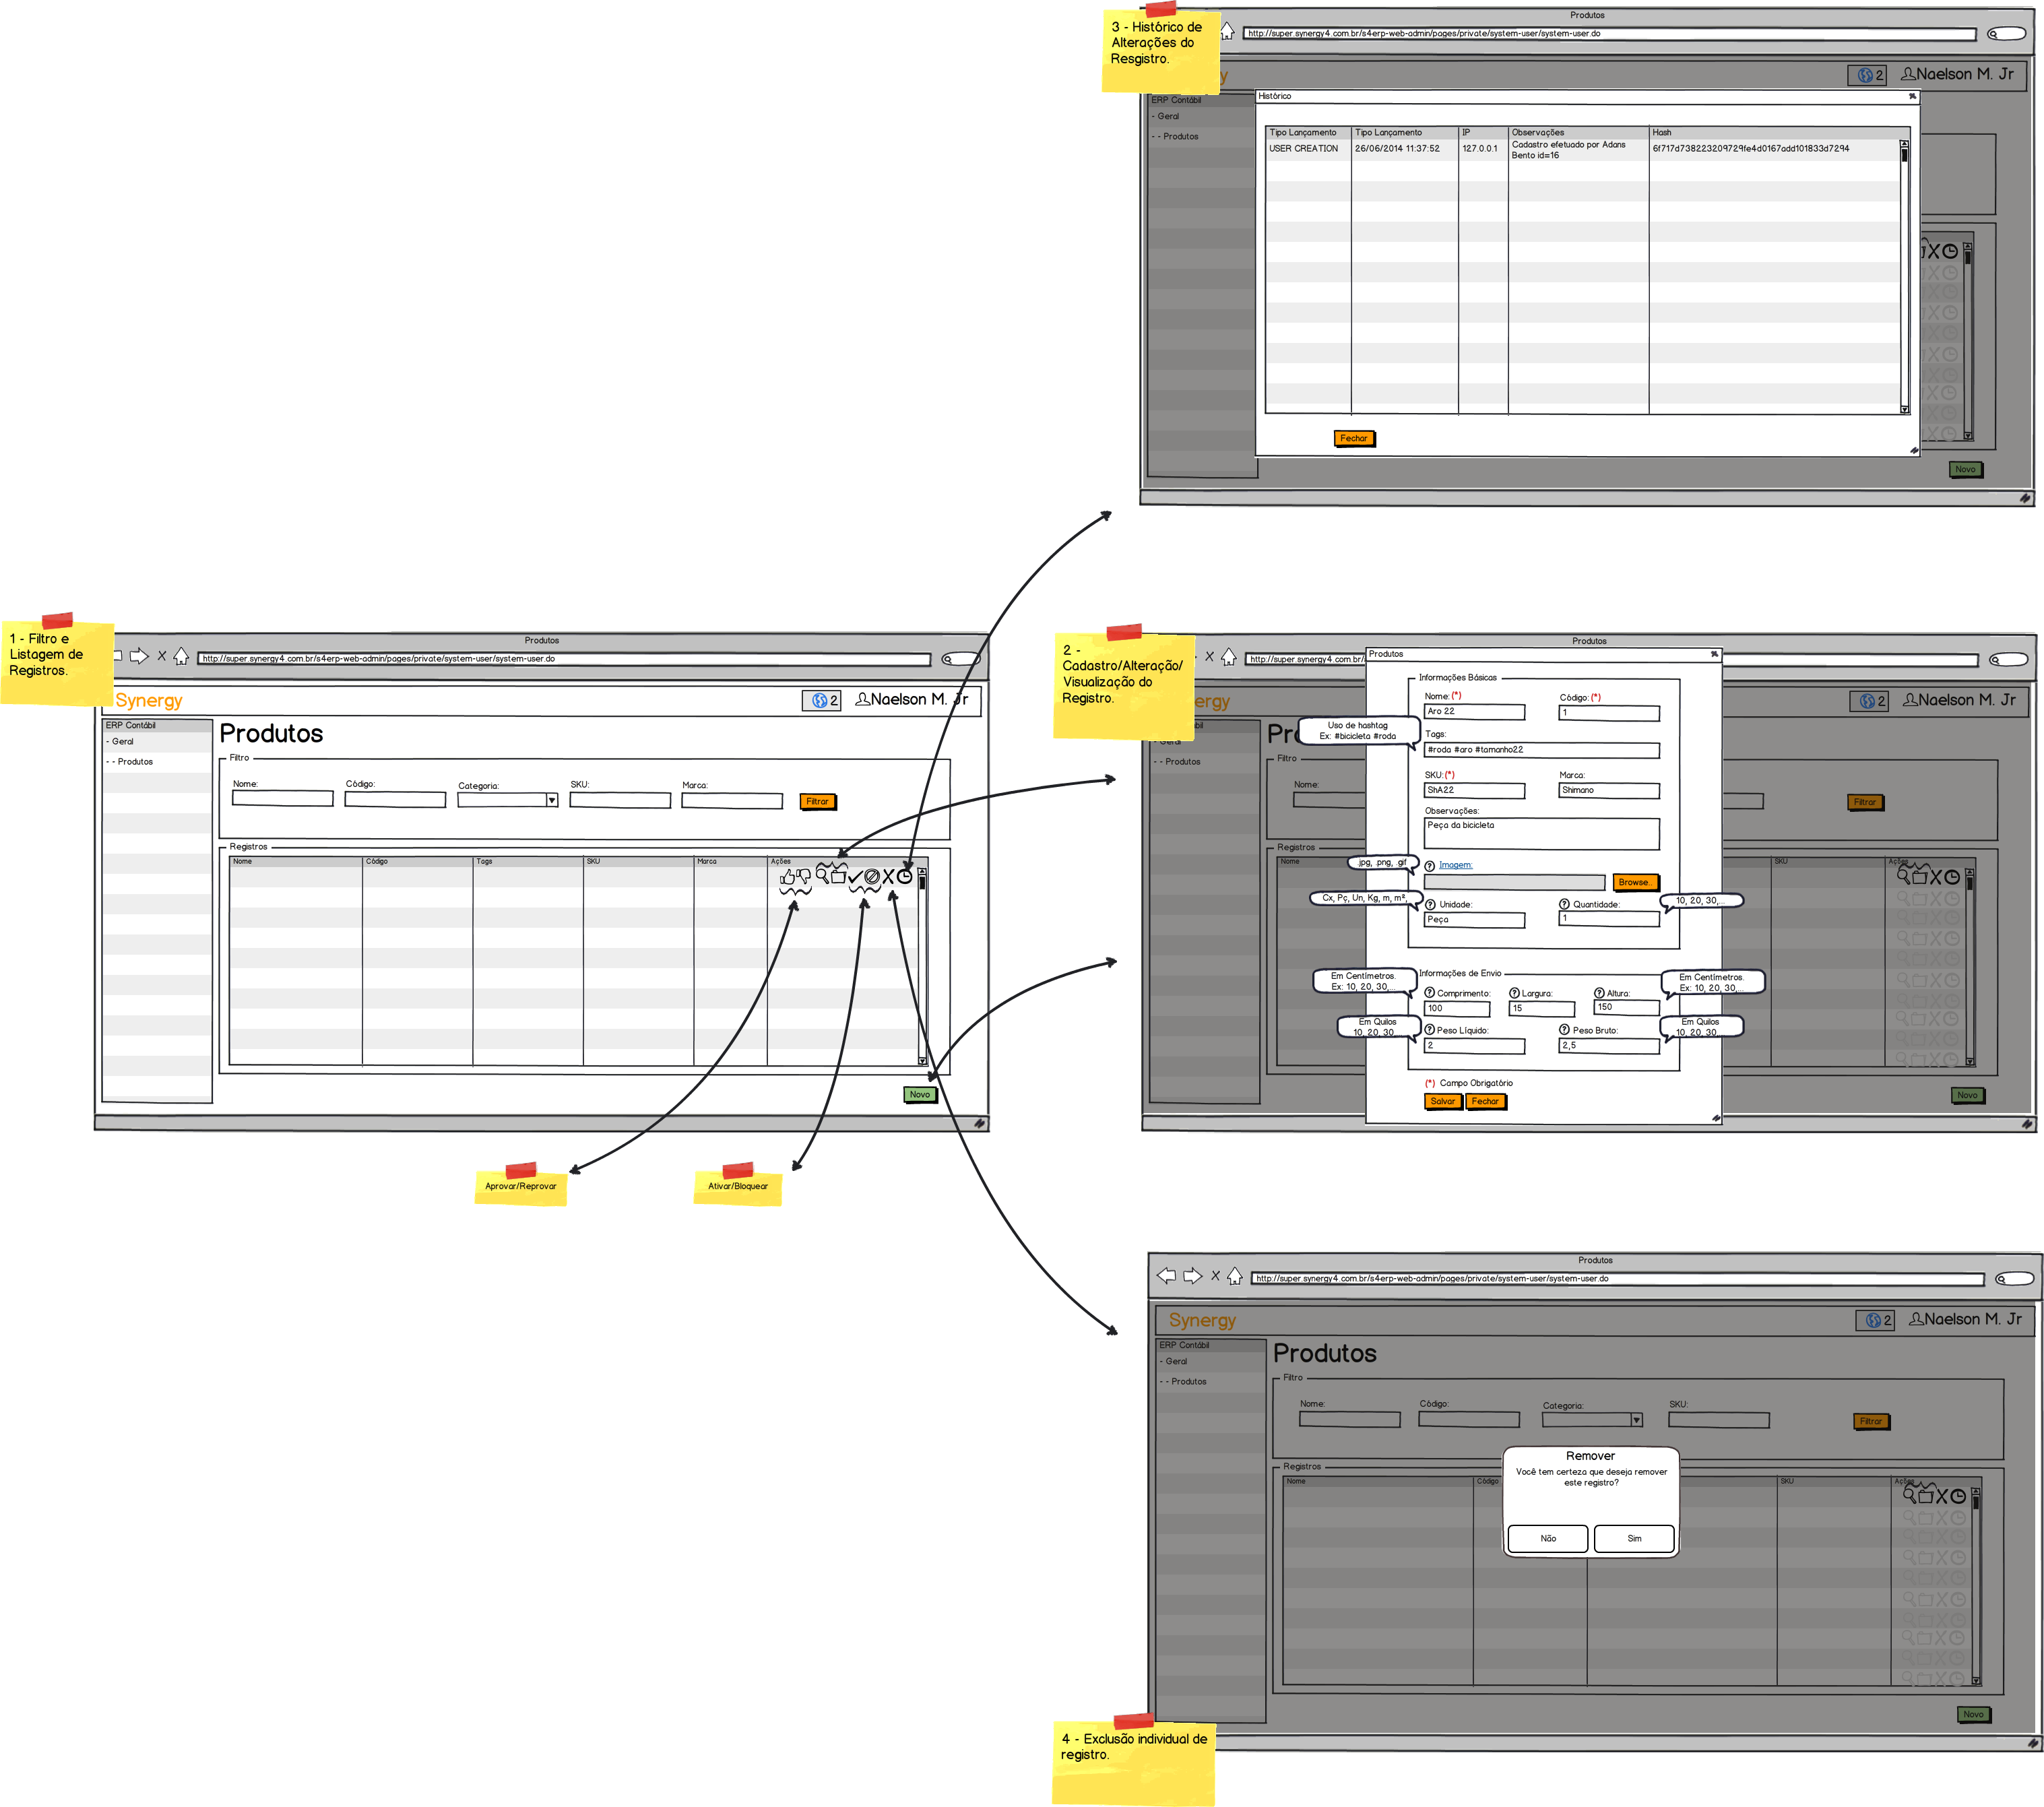 3 - Histórico de
Alterações do
Resgistro.
Produtos
http://super.synergy4.com.br/s4erp-web-admin/pages/private/system-user/system-user.do
2
Naelson M. Jr
ERP Contábil
- Geral
- - Produtos
Histórico
Tipo Lançamento
Tipo Lançamento
IP
Observações
Hash
USER CREATION
26/06/2014 11:37:52
127.0.0.1
Cadastro efetuado por Adans
Bento id=16
6f717d738223209729fe4d0167add101833d7294
Fechar
Novo
1 - Filtro e
Listagem de
Registros.
Produtos
http://super.synergy4.com.br/s4erp-web-admin/pages/private/system-user/system-user.do
Synergy
2
Naelson M. Jr
ERP Contábil
- Geral
- - Produtos
Produtos
Filtro
Nome:
Código:
Categoria:
SKU:
Marca:
Filtrar
Registros
Nome
Código
Tags
SKU
Marca
Ações
Novo
Aprovar/Reprovar
Ativar/Bloquear
2 -
Cadastro/Alteração/
Visualização do
Registro.
Produtos
http://super.synergy4.com.br/
ergy
2
Naelson M. Jr
- Geral
- - Produtos
Filtro
Nome:
Filtrar
Registros
Nome
SKU
Ações
Novo
Produtos
Informações Básicas
Nome: (*)
Código: (*)
Aro 22
1
Uso de hashtag
Ex: #bicicleta #roda
Tags:
#roda #aro #tamanho22
SKU: (*)
Marca:
ShA22
Shimano
Observações:
Peça da bicicleta
.jpg, .png, .gif
Imagem:
Browse..
Cx, Pç, Un, Kg, m, m²,
Unidade:
Quantidade:
10, 20, 30,...
Peça
1
Informações de Envio
Em Centímetros.
Ex: 10, 20, 30,...
Em Centímetros.
Ex: 10, 20, 30,...
Comprimento:
Largura:
Altura:
100
15
150
Em Quilos
10, 20, 30,
Em Quilos
10, 20, 30,
Peso Líquido:
Peso Bruto:
2
2,5
(*) Campo Obrigatório
Salvar
Fechar
Produtos
http://super.synergy4.com.br/s4erp-web-admin/pages/private/system-user/system-user.do
Synergy
2
Naelson M. Jr
ERP Contábil
- Geral
- - Produtos
Produtos
Filtro
Nome:
Código:
Categoria:
SKU:
Filtrar
Registros
Nome
Código
SKU
Ações
Remover
Você tem certeza que deseja remover
este registro?
Não
Sim
Novo
4 - Exclusão individual de
registro.